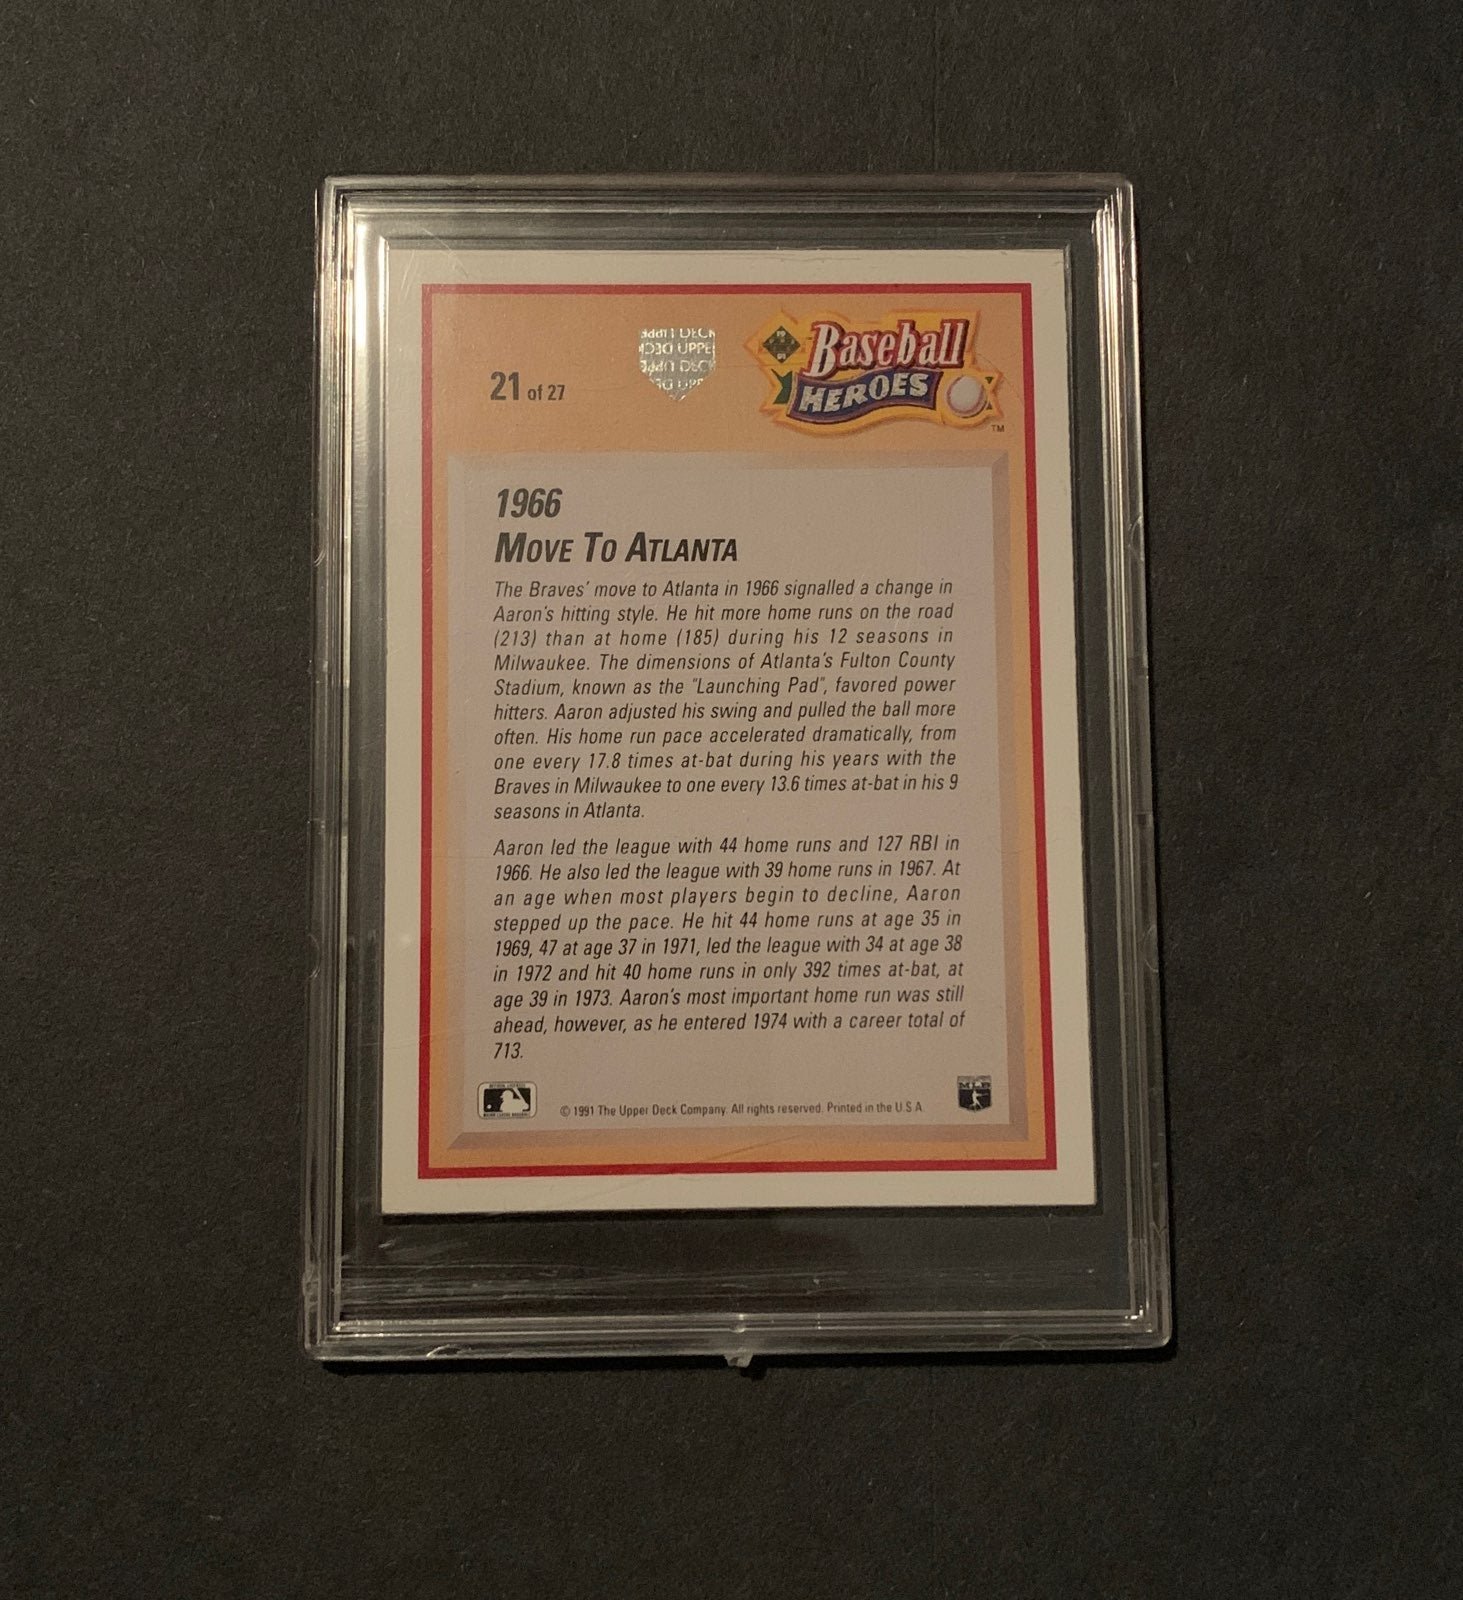 UPPER DECK
DECK UPPER
UPPER DECK
DECK UPPER
Baseball
HEROES
TM
21 of 27
1966
MOVE TO ATLANTA
The Braves' move to Atlanta in 1966 signalled a change in
Aaron's hitting style. He hit more home runs on the road
(213) than at home (185) during his 12 seasons in
Milwaukee. The dimensions of Atlanta's Fulton County
Stadium, known as the "Launching Pad", favored power
hitters. Aaron adjusted his swing and pulled the ball more
often. His home run pace accelerated dramatically, from
one every 17.8 times at-bat during his years with the
Braves in Milwaukee to one every 13.6 times at-bat in his 9
seasons in Atlanta.
Aaron led the league with 44 home runs and 127 RBI in
1966. He also led the league with 39 home runs in 1967. At
an age when most players begin to decline, Aaron
stepped up the pace. He hit 44 home runs at age 35 in
1969, 47 at age 37 in 1971, led the league with 34 at age 38
in 1972 and hit 40 home runs in only 392 times at-bat, at
age 39 in 1973. Aaron's most important home run was still
ahead, however, as he entered 1974 with a career total of
713.
© 1991 The Upper Deck Company. All rights reserved. Printed in the U.S.A.
MLB